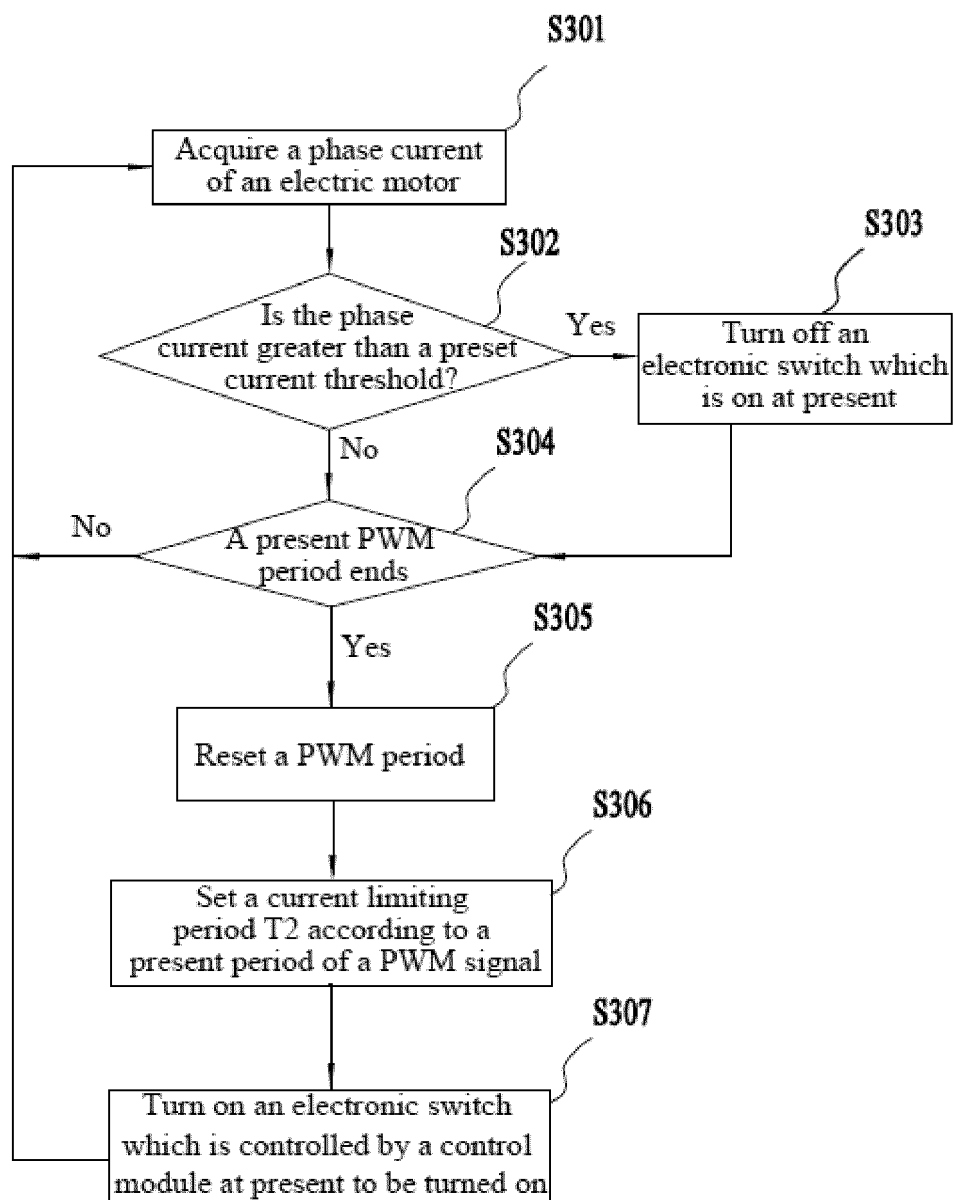 S301
Acquire a phase current
of an electric motor
S302
S303
Is the phase
current greater than a preset
current threshold?
Yes
Turn off an
electronic switch which
is on at present
No
S304
No
A present PWM
period ends
Yes
S305
Reset a PWM period
S306
Set a current limiting
period T2 according to a
present period of a PWM signal
S307
Turn on an electronic switch
which is controlled by a control
module at present to be turned on